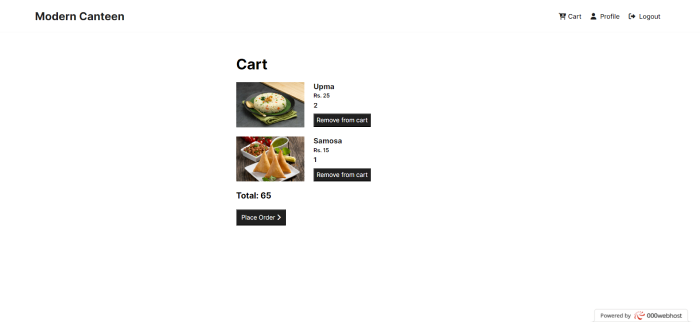 Modern Canteen
Cart Profile Logout
Cart
Upma
Rs. 25
2
Remove from cart
Samosa
Rs. 15
1
Remove from cart
Total: 65
Place Order
Powered by 000webhost